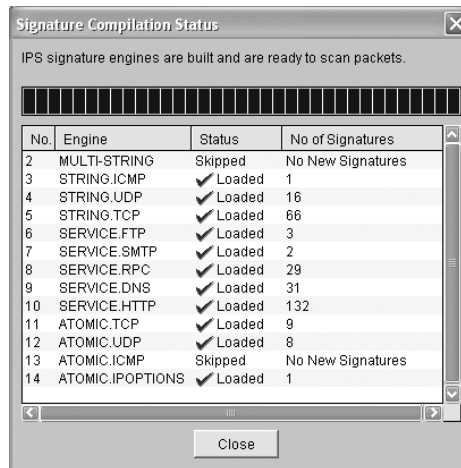 Signature Compilation Status
IPS signature engines are built and are ready to scan packets.
No. Engine Status No of Signatures
2 MULTI-STRING Skipped No New Signatures
3 STRING.ICMP Loaded 1
4 STRING.UDP Loaded 16
5 STRING.TCP Loaded 66
6 SERVICE.FTP Loaded 3
7 SERVICE.SMTP Loaded 2
8 SERVICE.RPC Loaded 29
9 SERVICE.DNS Loaded 31
10 SERVICE.HTTP Loaded 132
11 ATOMIC.TCP Loaded 9
12 ATOMIC.UDP Loaded 8
13 ATOMIC.ICMP Skipped No New Signatures
14 ATOMIC.IPOPTIONS Loaded 1
Close